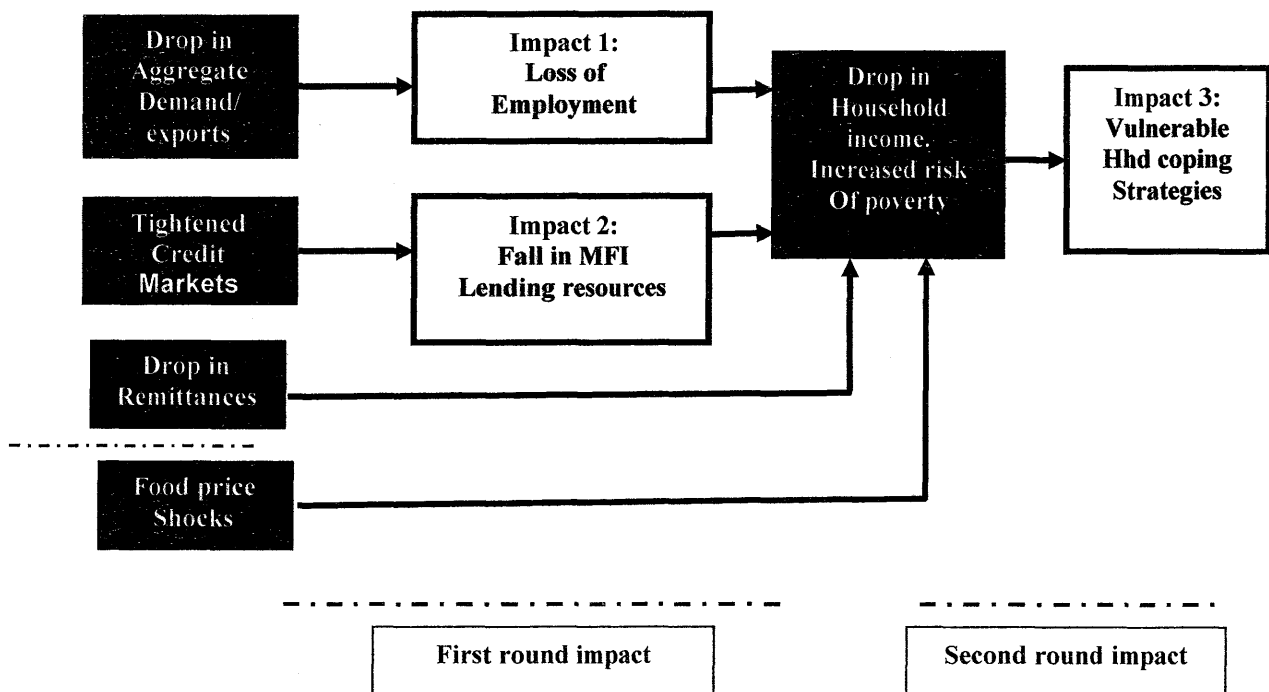 Drop in
Aggregate
Demand/
exports
Impact 1:
Loss of
Employment
Drop in
Household
income.
Increased risk
Of poverty
Impact 3:
Vulnerable
Hhd coping
Strategies
Tightened
Credit
Markets
Impact 2:
Fall in MFI
Lending resources
Drop in
Remittances
Food price
Shocks
First round impact
Second round impact